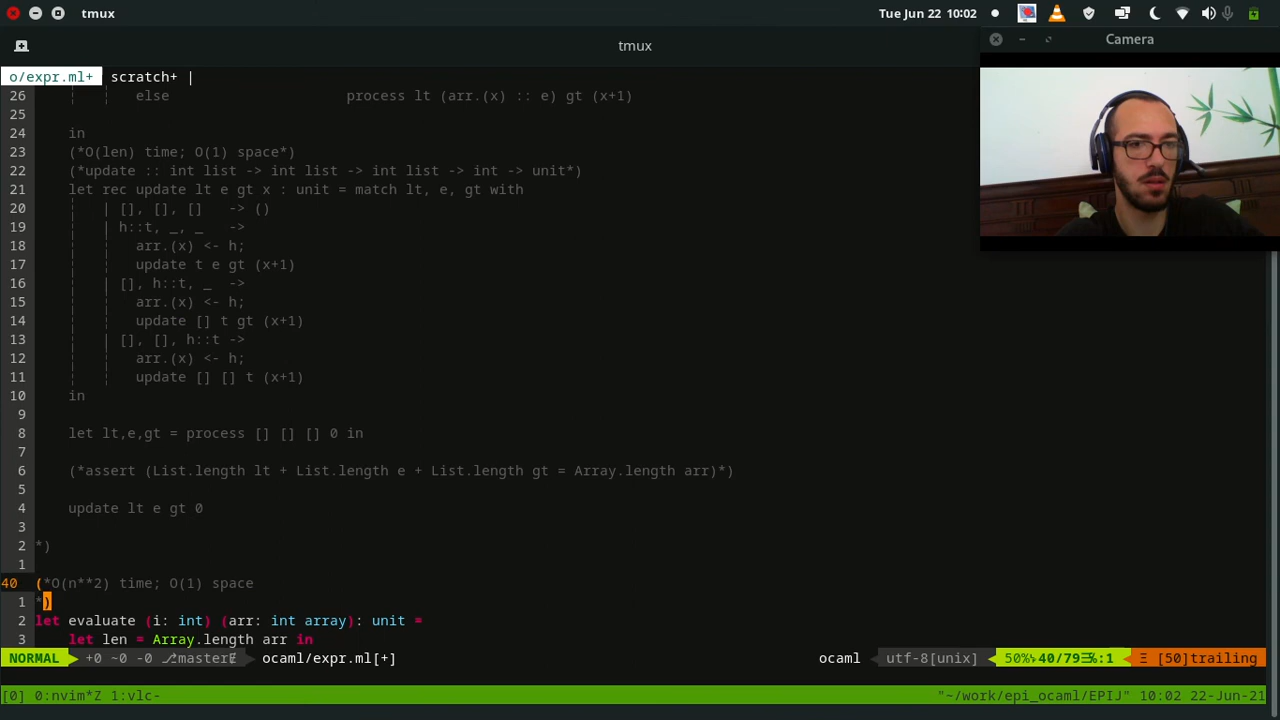 tmux
Tue Jun 22 10:02
tmux
Camera
o/expr.ml+ scratch+ |
26 else process lt (arr.(x) :: e) gt (x+1)
25
24 in
23 (*O(len) time; O(1) space*)
22 (*update :: int list -> int list -> int list -> int -> unit*)
21 let rec update lt e gt x : unit = match lt, e, gt with
20 | [], [], [] -> ()
19 | h::t, _, _ ->
18 arr.(x) <- h;
17 update t e gt (x+1)
16 | [], h::t, _ ->
15 arr.(x) <- h;
14 update [] t gt (x+1)
13 | [], [], h::t ->
12 arr.(x) <- h;
11 update [] [] t (x+1)
10 in
9
8 let lt,e,gt = process [] [] [] 0 in
7
6 (*assert (List.length lt + List.length e + List.length gt = Array.length arr)*)
5
4 update lt e gt 0
3
2 *)
1
40 (*O(n**2) time; O(1) space
1 *)
2 let evaluate (i: int) (arr: int array): unit =
3 let len = Array.length arr in
NORMAL +0 ~0 -0 master ocaml/expr.ml[+] ocaml utf-8[unix] 50% 40/79 :1 Ξ [50]trailing
[0] 0:nvim*Z 1:vlc- "~/work/epi_ocaml/EPIJ" 10:02 22-Jun-21